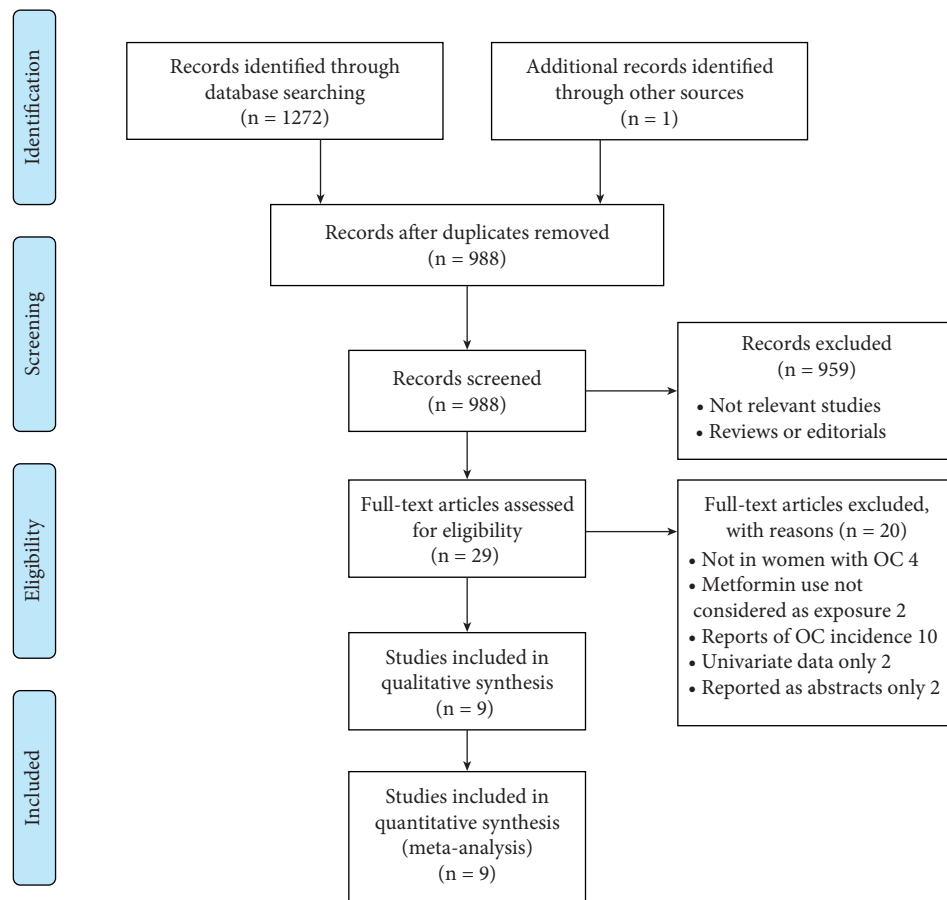 Identification
Records identified through
database searching
(n = 1272)
Additional records identified
through other sources
(n = 1)
Records after duplicates removed
(n = 988)
Screening
Records screened
(n = 988)
Records excluded
(n = 959)
• Not relevant studies
• Reviews or editorials
Eligibility
Full-text articles assessed
for eligibility
(n = 29)
Full-text articles excluded,
with reasons (n = 20)
• Not in women with OC 4
• Metformin use not
considered as exposure 2
• Reports of OC incidence 10
• Univariate data only 2
• Reported as abstracts only 2
Studies included in
qualitative synthesis
(n = 9)
Included
Studies included in
quantitative synthesis
(meta-analysis)
(n = 9)